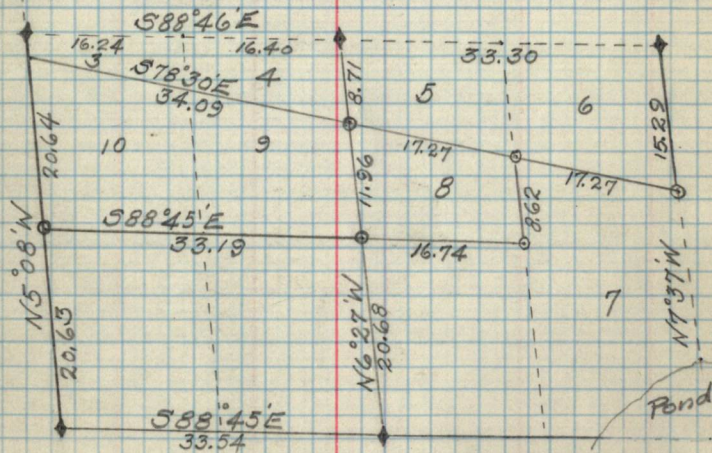 S88°46'E
16.24 16.40 33.30
3 4 5 6
S78°30'E
34.09
8.71
15.29
20.64
10 9
17.27
17.27
11.96
8
8.62
S88°45'E
33.19
16.74
N5°08'W
N7°37'W
7
20.63
N6°27'W
20.68
Pond
S88°45'E
33.54